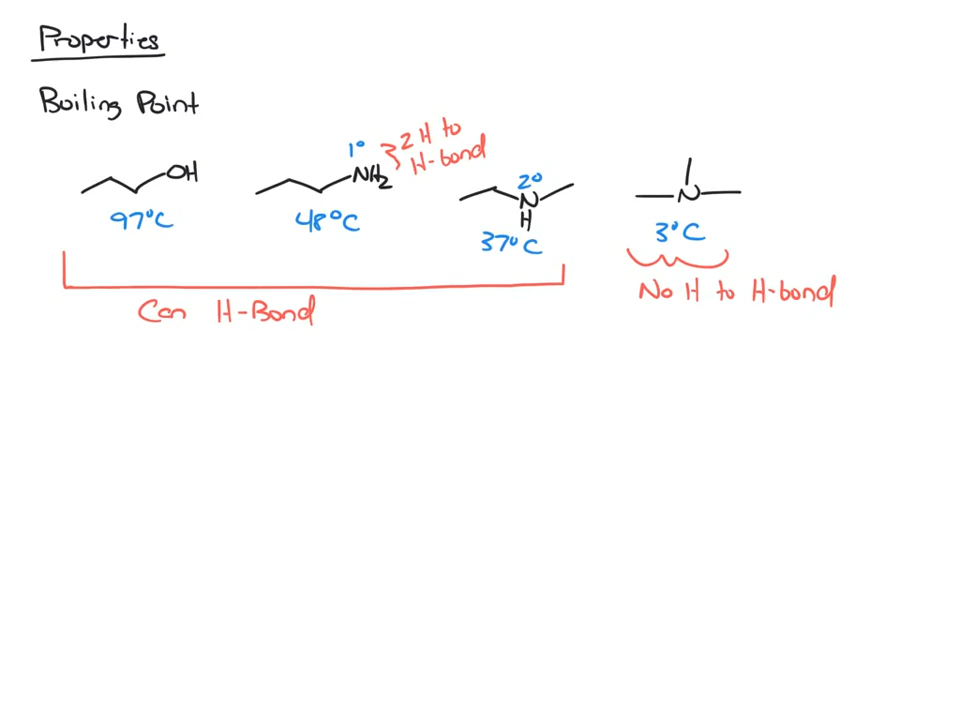 Properties
Boiling Point
OH
97°C
1°
NH2
2 H to
H-bond
48°C
2°
N
H
37°C
N
3°C
Can H-Bond
No H to H-bond